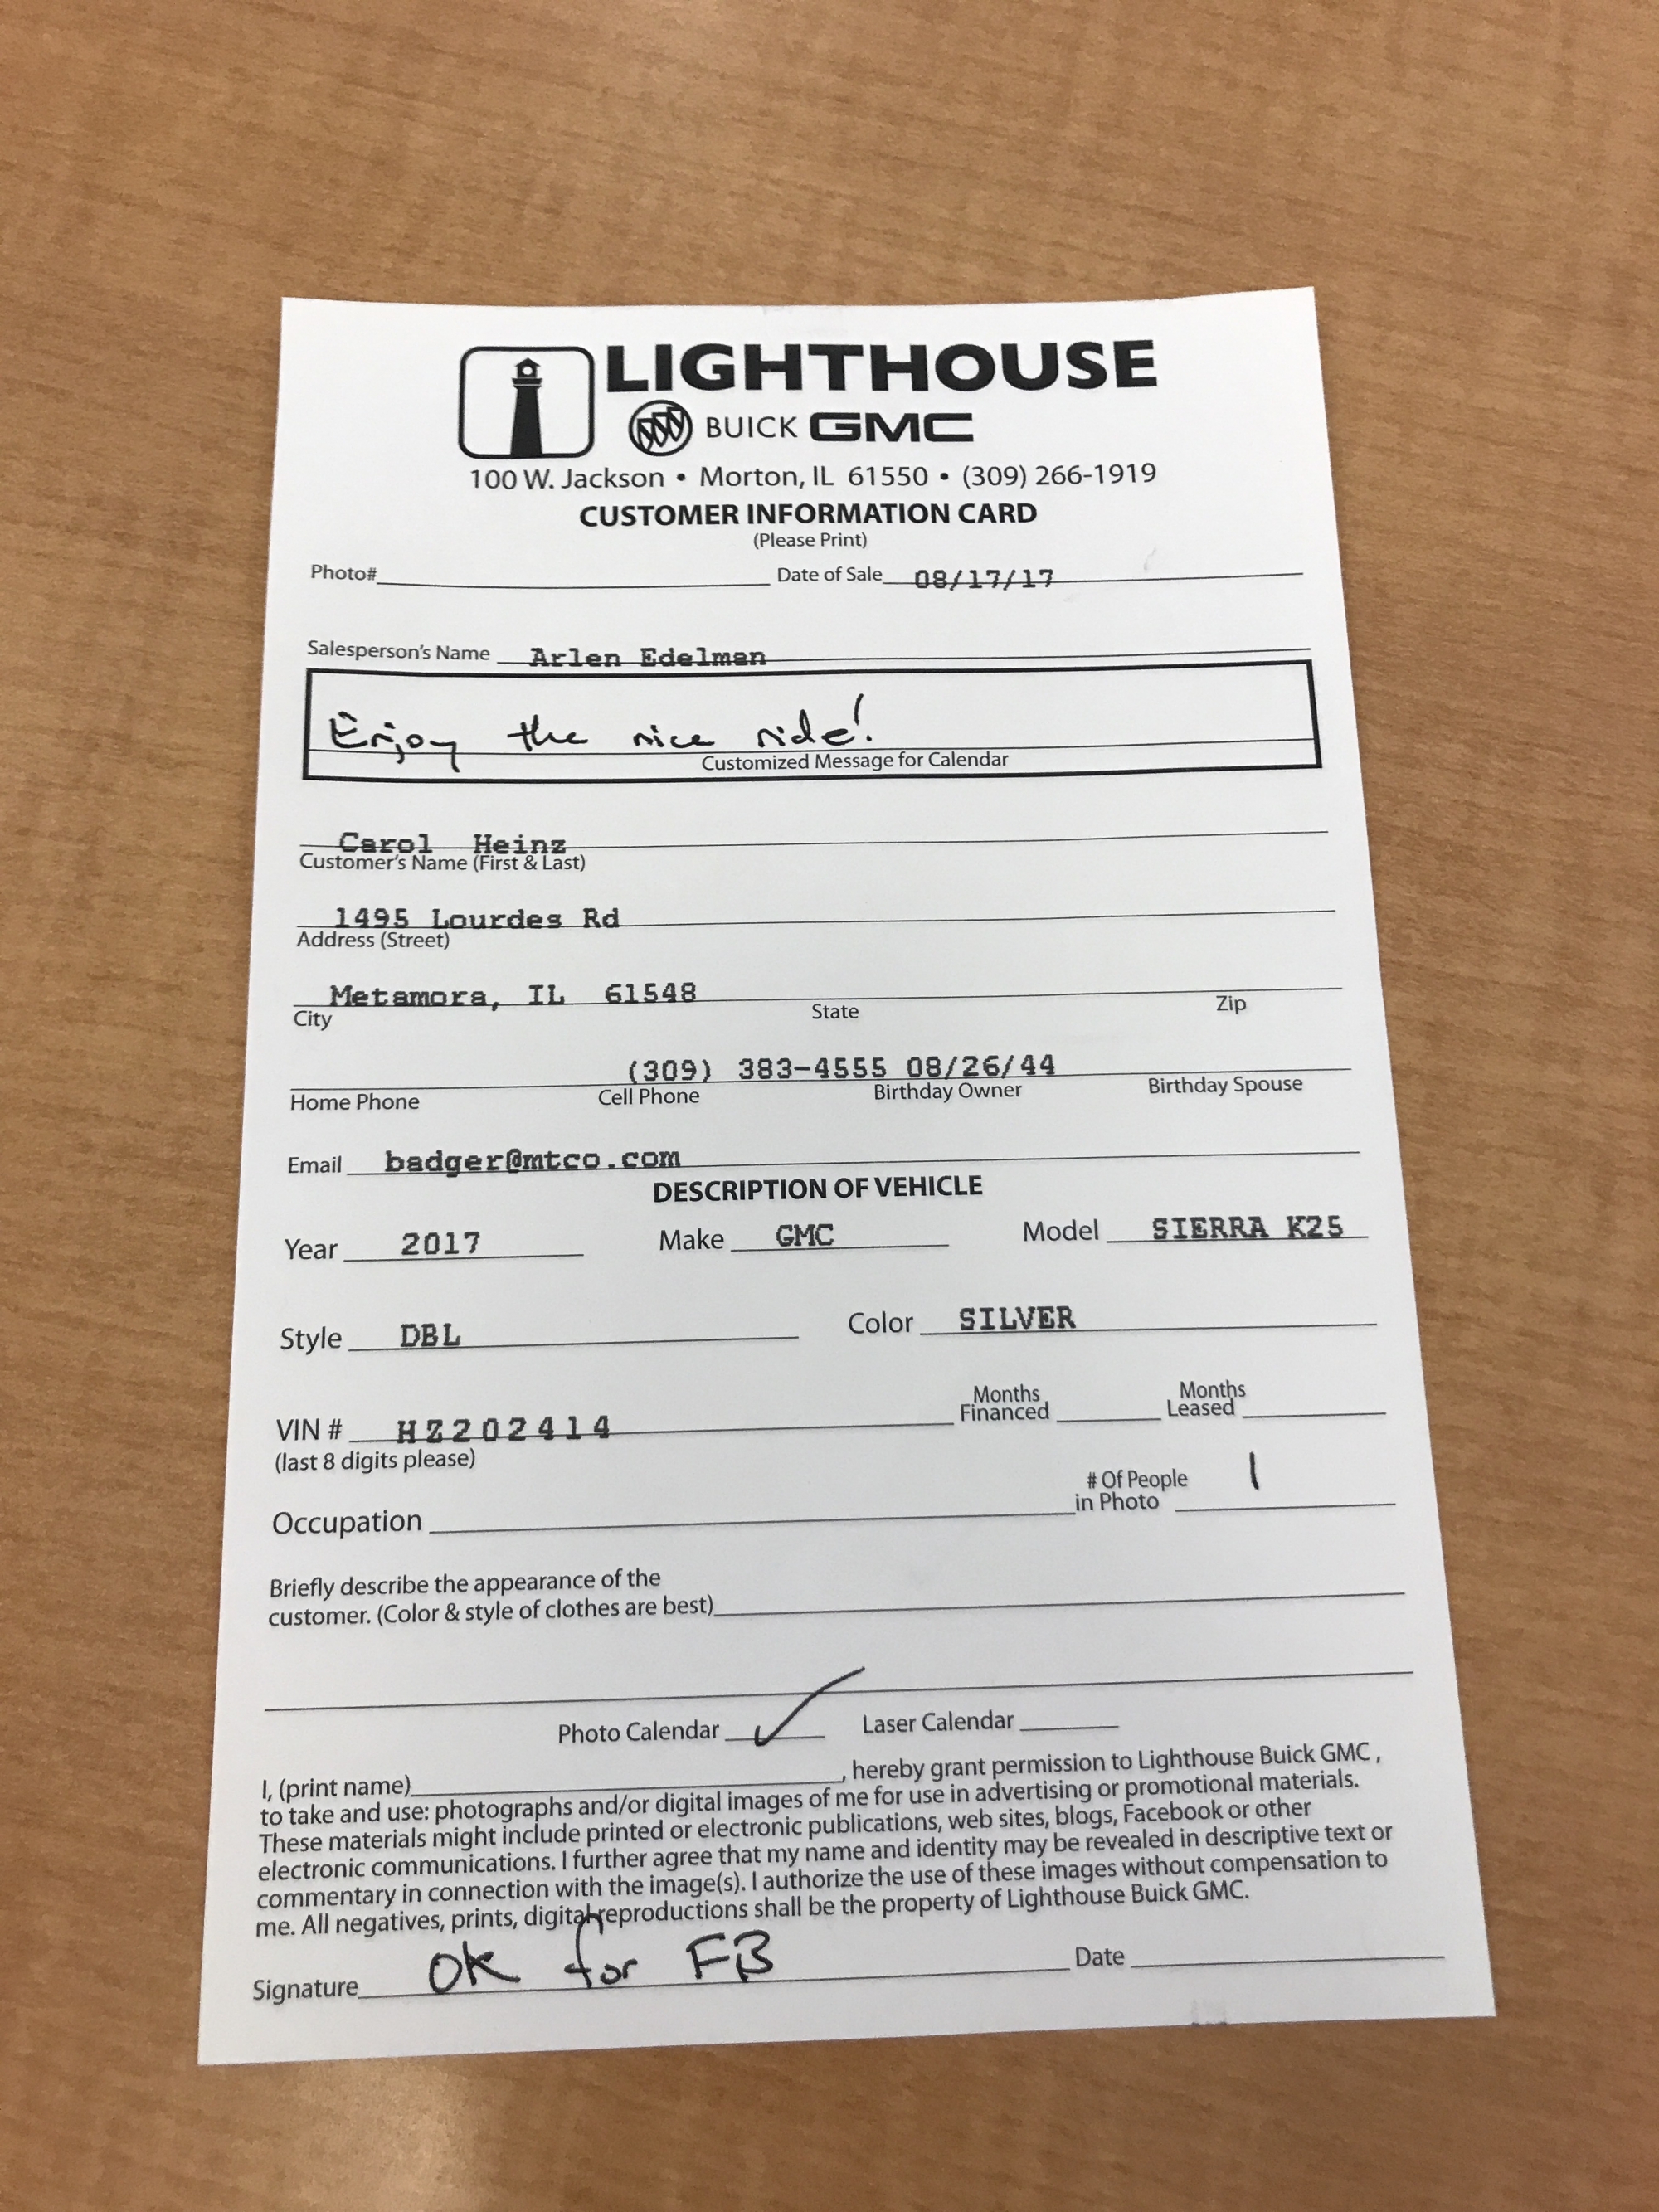 LIGHTHOUSE
BUICK GMC
100 W. Jackson • Morton, IL 61550 • (309) 266-1919
CUSTOMER INFORMATION CARD
(Please Print)
Photo# Date of Sale 08/17/17
Salesperson's Name Arlen Edelman
Enjoy the nice ride!
Customized Message for Calendar
Carol Heinz
Customer's Name (First & Last)
1495 Lourdes Rd
Address (Street)
Metamora, IL 61548
City State Zip
(309) 383-4555 08/26/44
Home Phone Cell Phone Birthday Owner Birthday Spouse
Email badger@mtco.com
DESCRIPTION OF VEHICLE
Year 2017 Make GMC Model SIERRA K25
Style DBL Color SILVER
VIN # HZ202414 Months Financed Months Leased
(last 8 digits please)
Occupation # Of People in Photo 1
Briefly describe the appearance of the
customer. (Color & style of clothes are best)
Photo Calendar ✓ Laser Calendar
I, (print name) , hereby grant permission to Lighthouse Buick GMC ,
to take and use: photographs and/or digital images of me for use in advertising or promotional materials.
These materials might include printed or electronic publications, web sites, blogs, Facebook or other
electronic communications. I further agree that my name and identity may be revealed in descriptive text or
commentary in connection with the image(s). I authorize the use of these images without compensation to
me. All negatives, prints, digital reproductions shall be the property of Lighthouse Buick GMC.
Signature OK for FB Date